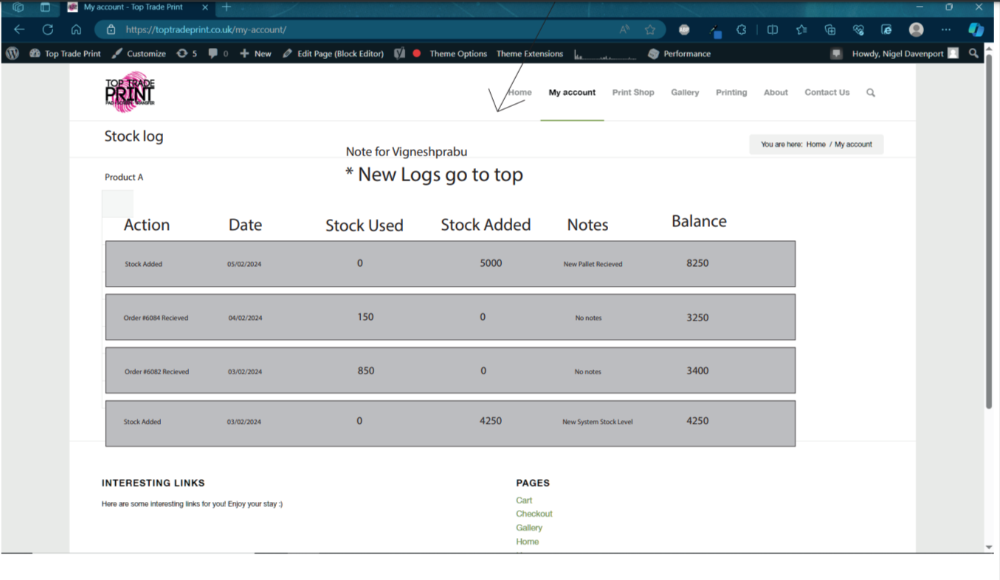 My account - Top Trade Print
https://toptradeprint.co.uk/my-account/
Top Trade Print Customize 5 0 New Edit Page (Block Editor) Theme Options Theme Extensions Performance Howdy, Nigel Davenport
TOP TRADE
PRINT
Home My account Print Shop Gallery Printing About Contact Us
Stock log
You are here: Home / My account
Note for Vigneshprabu
* New Logs go to top
Product A
Action Date Stock Used Stock Added Notes Balance
Stock Added 05/02/2024 0 5000 New Pallet Recieved 8250
Order #6084 Recieved 04/02/2024 150 0 No notes 3250
Order #6082 Recieved 03/02/2024 850 0 No notes 3400
Stock Added 03/02/2024 0 4250 New System Stock Level 4250
INTERESTING LINKS
Here are some interesting links for you! Enjoy your stay :)
PAGES
Cart
Checkout
Gallery
Home